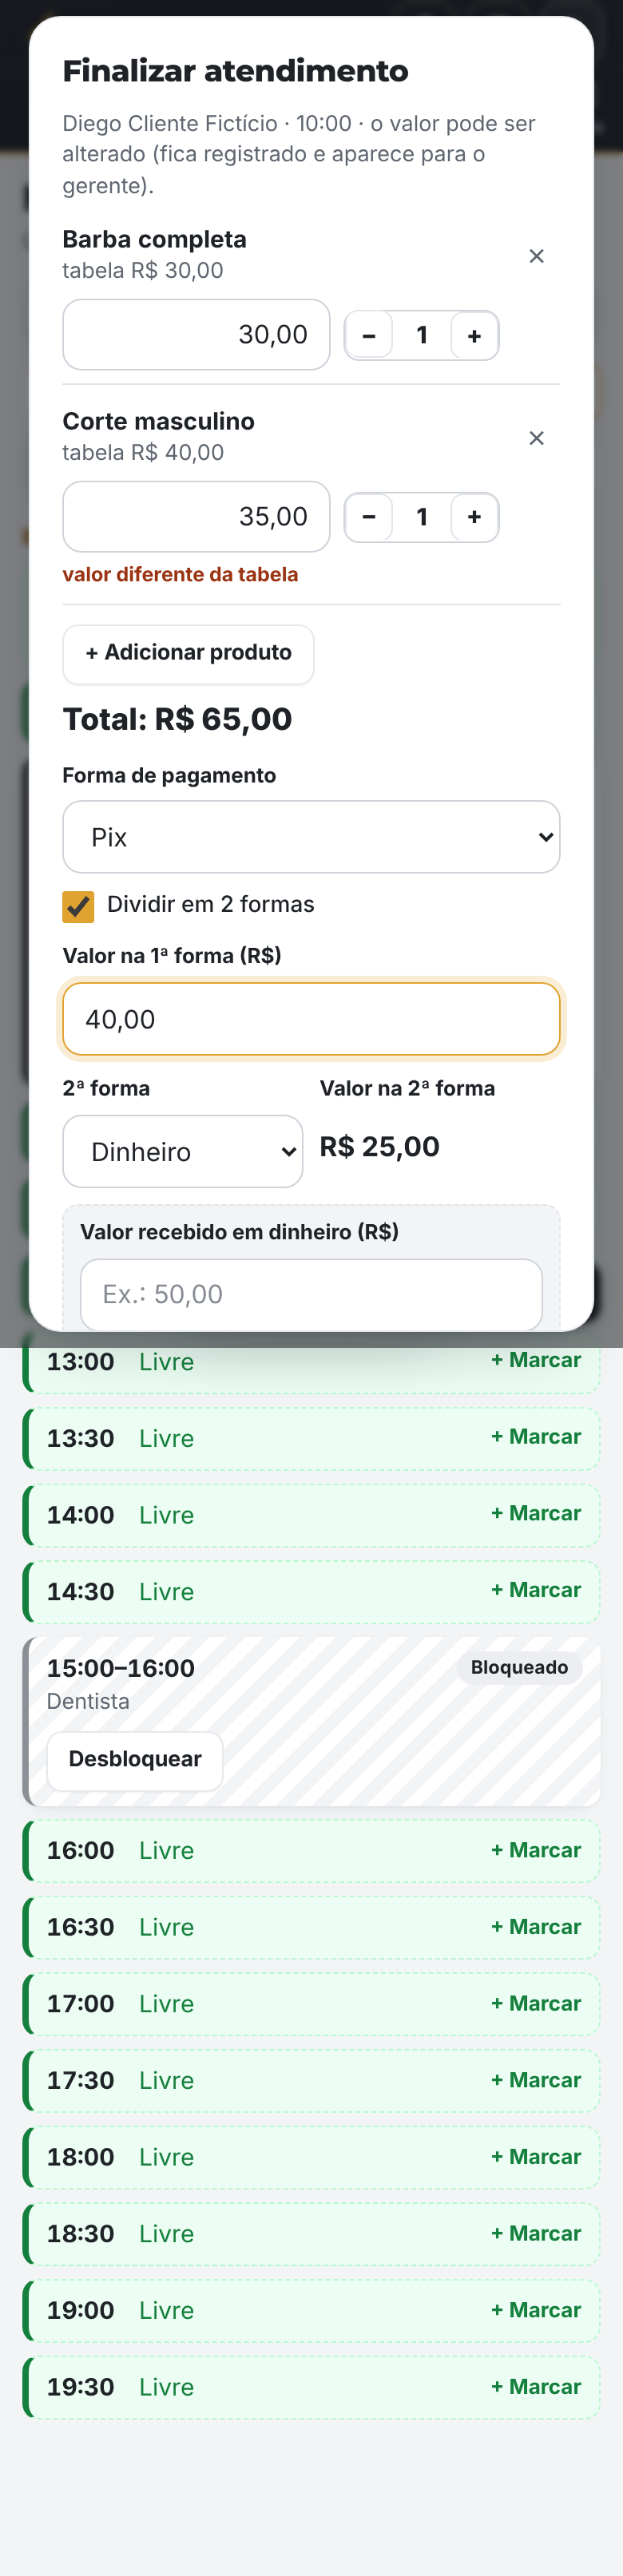 Finalizar atendimento
Diego Cliente Fictício · 10:00 · o valor pode ser
alterado (fica registrado e aparece para o
gerente).
Barba completa
tabela R$ 30,00
×
30,00
− 1 +
Corte masculino
tabela R$ 40,00
×
35,00
− 1 +
valor diferente da tabela
+ Adicionar produto
Total: R$ 65,00
Forma de pagamento
Pix
Dividir em 2 formas
Valor na 1ª forma (R$)
40,00
2ª forma
Valor na 2ª forma
Dinheiro
R$ 25,00
Valor recebido em dinheiro (R$)
Ex.: 50,00
13:00 Livre + Marcar
13:30 Livre + Marcar
14:00 Livre + Marcar
14:30 Livre + Marcar
15:00–16:00 Bloqueado
Dentista
Desbloquear
16:00 Livre + Marcar
16:30 Livre + Marcar
17:00 Livre + Marcar
17:30 Livre + Marcar
18:00 Livre + Marcar
18:30 Livre + Marcar
19:00 Livre + Marcar
19:30 Livre + Marcar